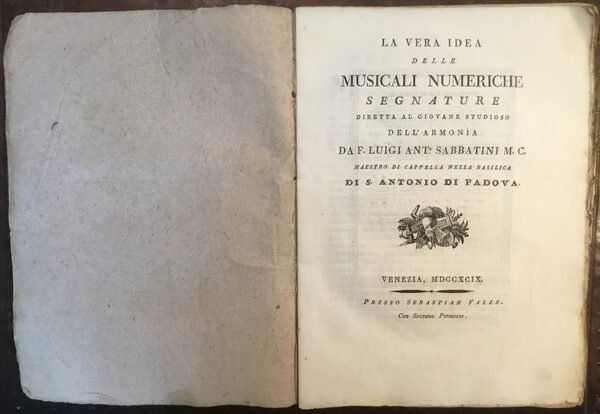 LA VERA IDEA
DELLE
MUSICALI NUMERICHE
SEGNATURE
DIRETTA AL GIOVANE STUDIOSO
DELL'ARMONÌA
DA F. LUIGI ANT.º SABBATINI M. C.
MAESTRO DI CAPPELLA NELLA BASILICA
DI S. ANTONIO DI PADOVA.
VENEZIA, MDCCXCIX.
PRESSO SEBASTIAN VALLE.
Con Sovrano Permesso.